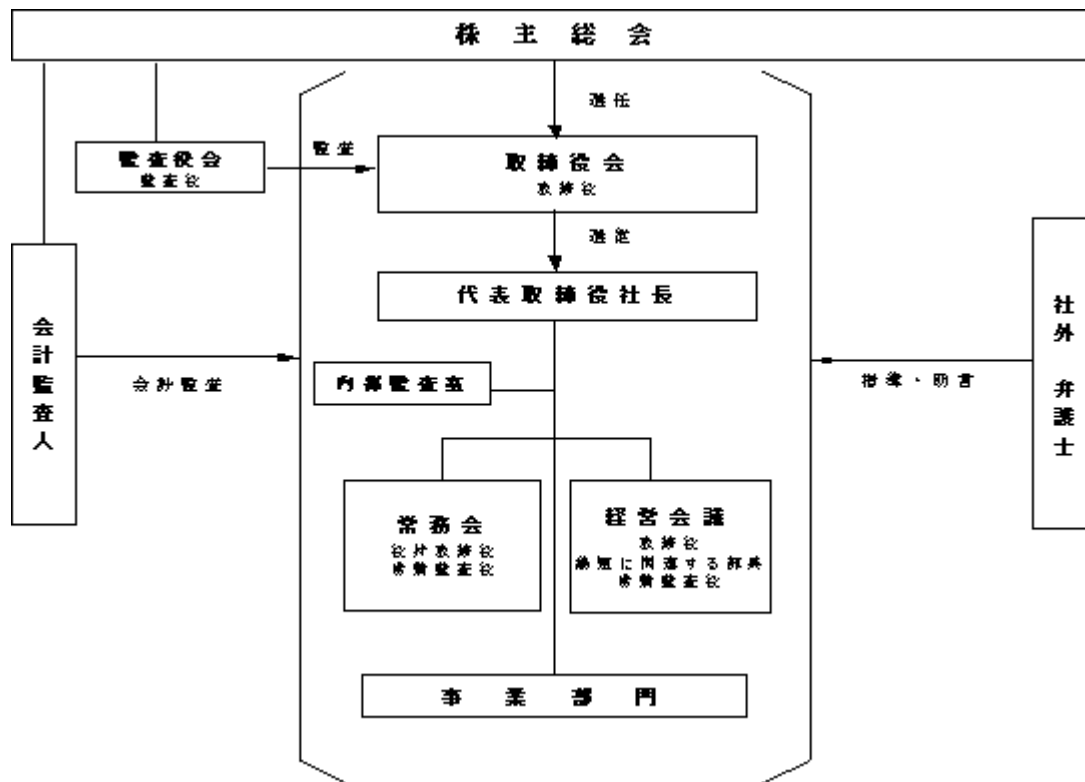 株主総会
選任
監査役会
監査役
監査
取締役会
取締役
選定
代表取締役社長
会計監査人
会計監査
内部監査室
社外 弁護士
指導・助言
常務会
役付取締役
常勤監査役
経営会議
取締役
議題に関連する部長
常勤監査役
事業部門